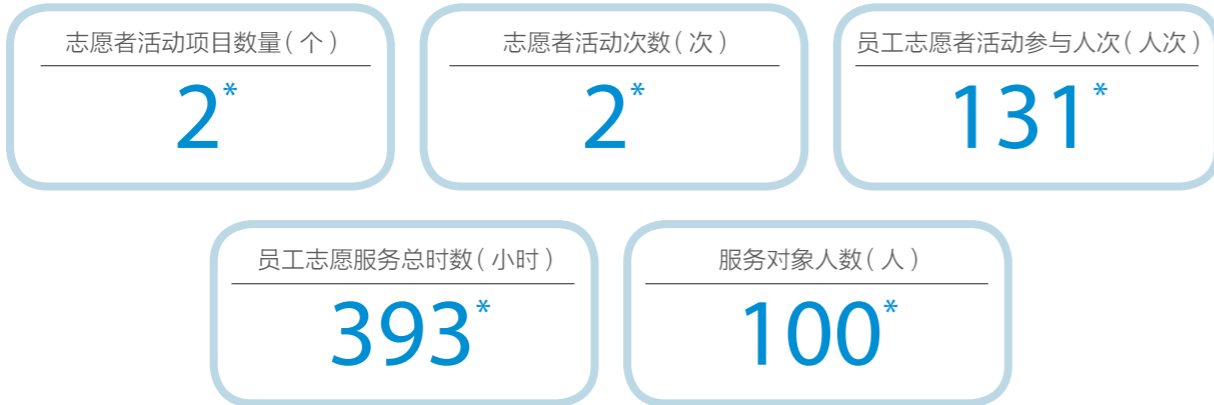 志愿者活动项目数量（个）
2*
志愿者活动次数（次）
2*
员工志愿者活动参与人次（人次）
131*
员工志愿服务总时数（小时）
393*
服务对象人数（人）
100*